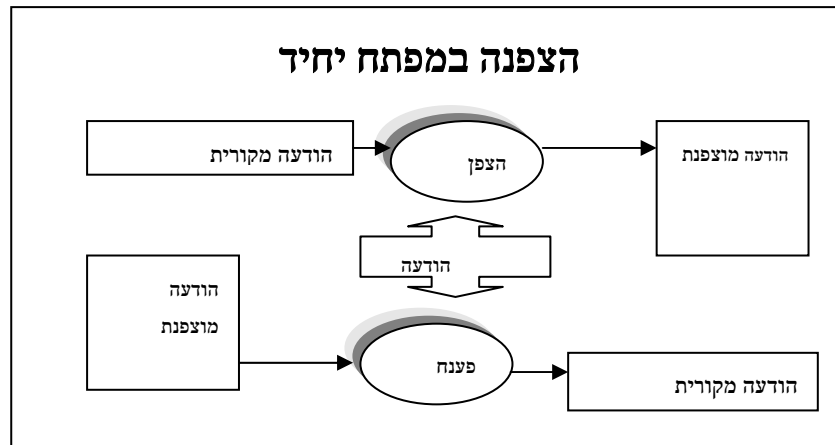 הצפנה במפתח יחיד
הודעה מקורית
הצפן
הודעה מוצפנת
הודעה
הודעה
מוצפנת
פענח
הודעה מקורית